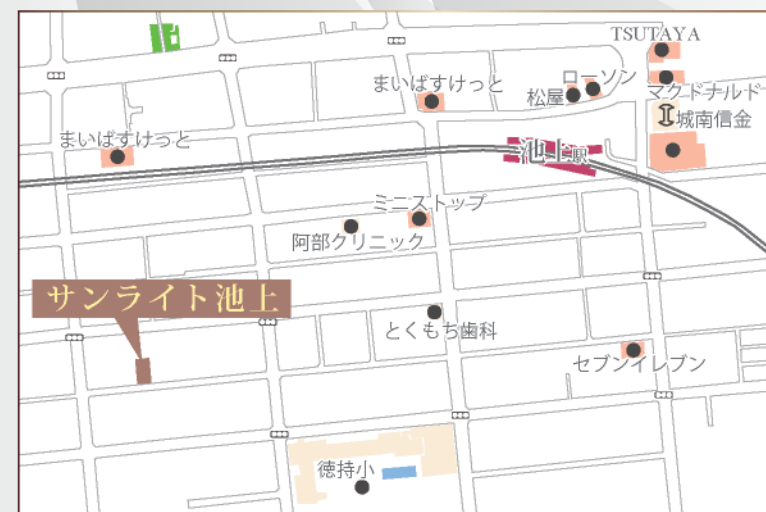 TSUTAYA
まいばすけっと
ローソン
松屋
マクドナルド
城南信金
まいばすけっと
池上駅
ミニストップ
阿部クリニック
サンライト池上
とくもち歯科
セブンイレブン
徳持小